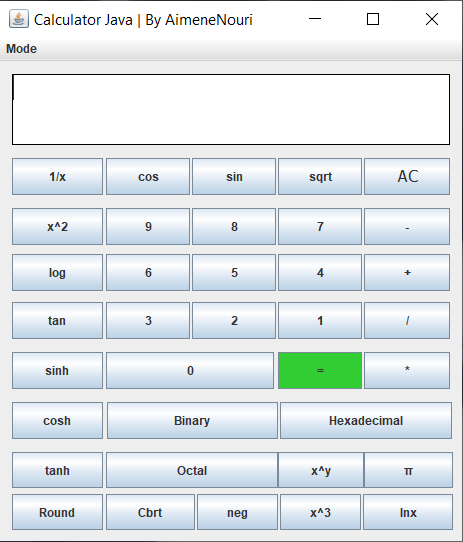 Calculator Java | By AimeneNouri
Mode
1/x cos sin sqrt AC
x^2 9 8 7 -
log 6 5 4 +
tan 3 2 1 /
sinh 0 = *
cosh Binary Hexadecimal
tanh Octal x^y π
Round Cbrt neg x^3 lnx